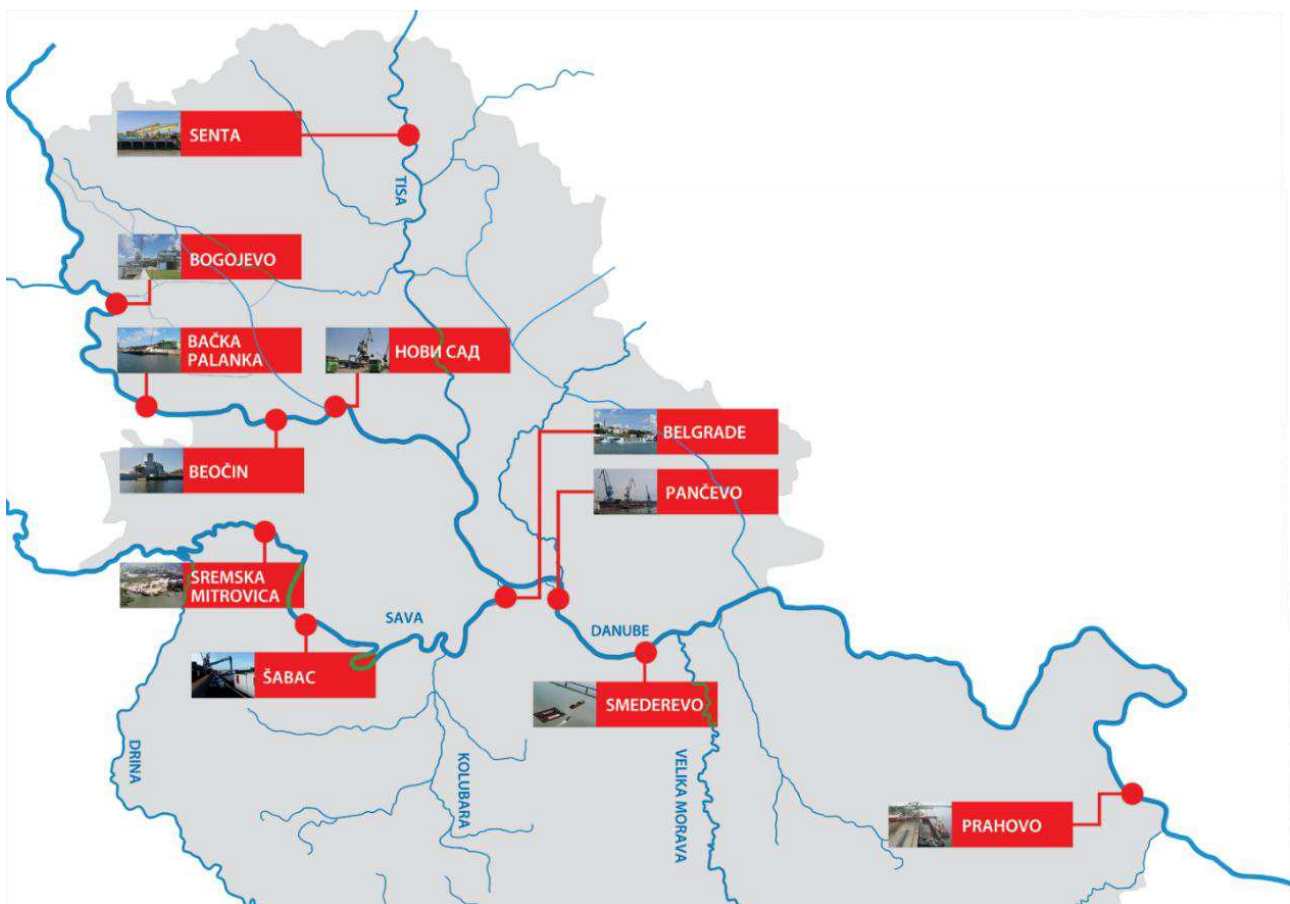 SENTA
TISA
BOGOJEVO
BAČKA
PALANKA
НОВИ САД
BELGRADE
BEOČIN
PANČEVO
SREMSKA
MITROVICA
SAVA
DANUBE
ŠABAC
SMEDEREVO
DRINA
KOLUBARA
VELIKA MORAVA
PRAHOVO